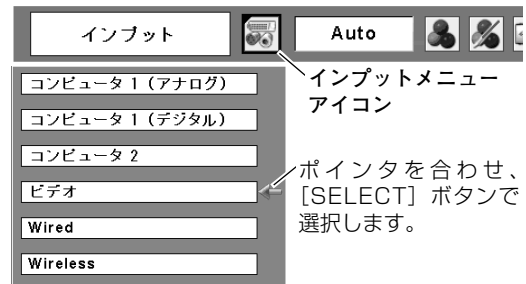 インプット
Auto
インプットメニュー
アイコン
コンピュータ 1（アナログ）
コンピュータ 1（デジタル）
コンピュータ 2
ビデオ
Wired
Wireless
ポインタを合わせ、
［SELECT］ボタンで
選択します。